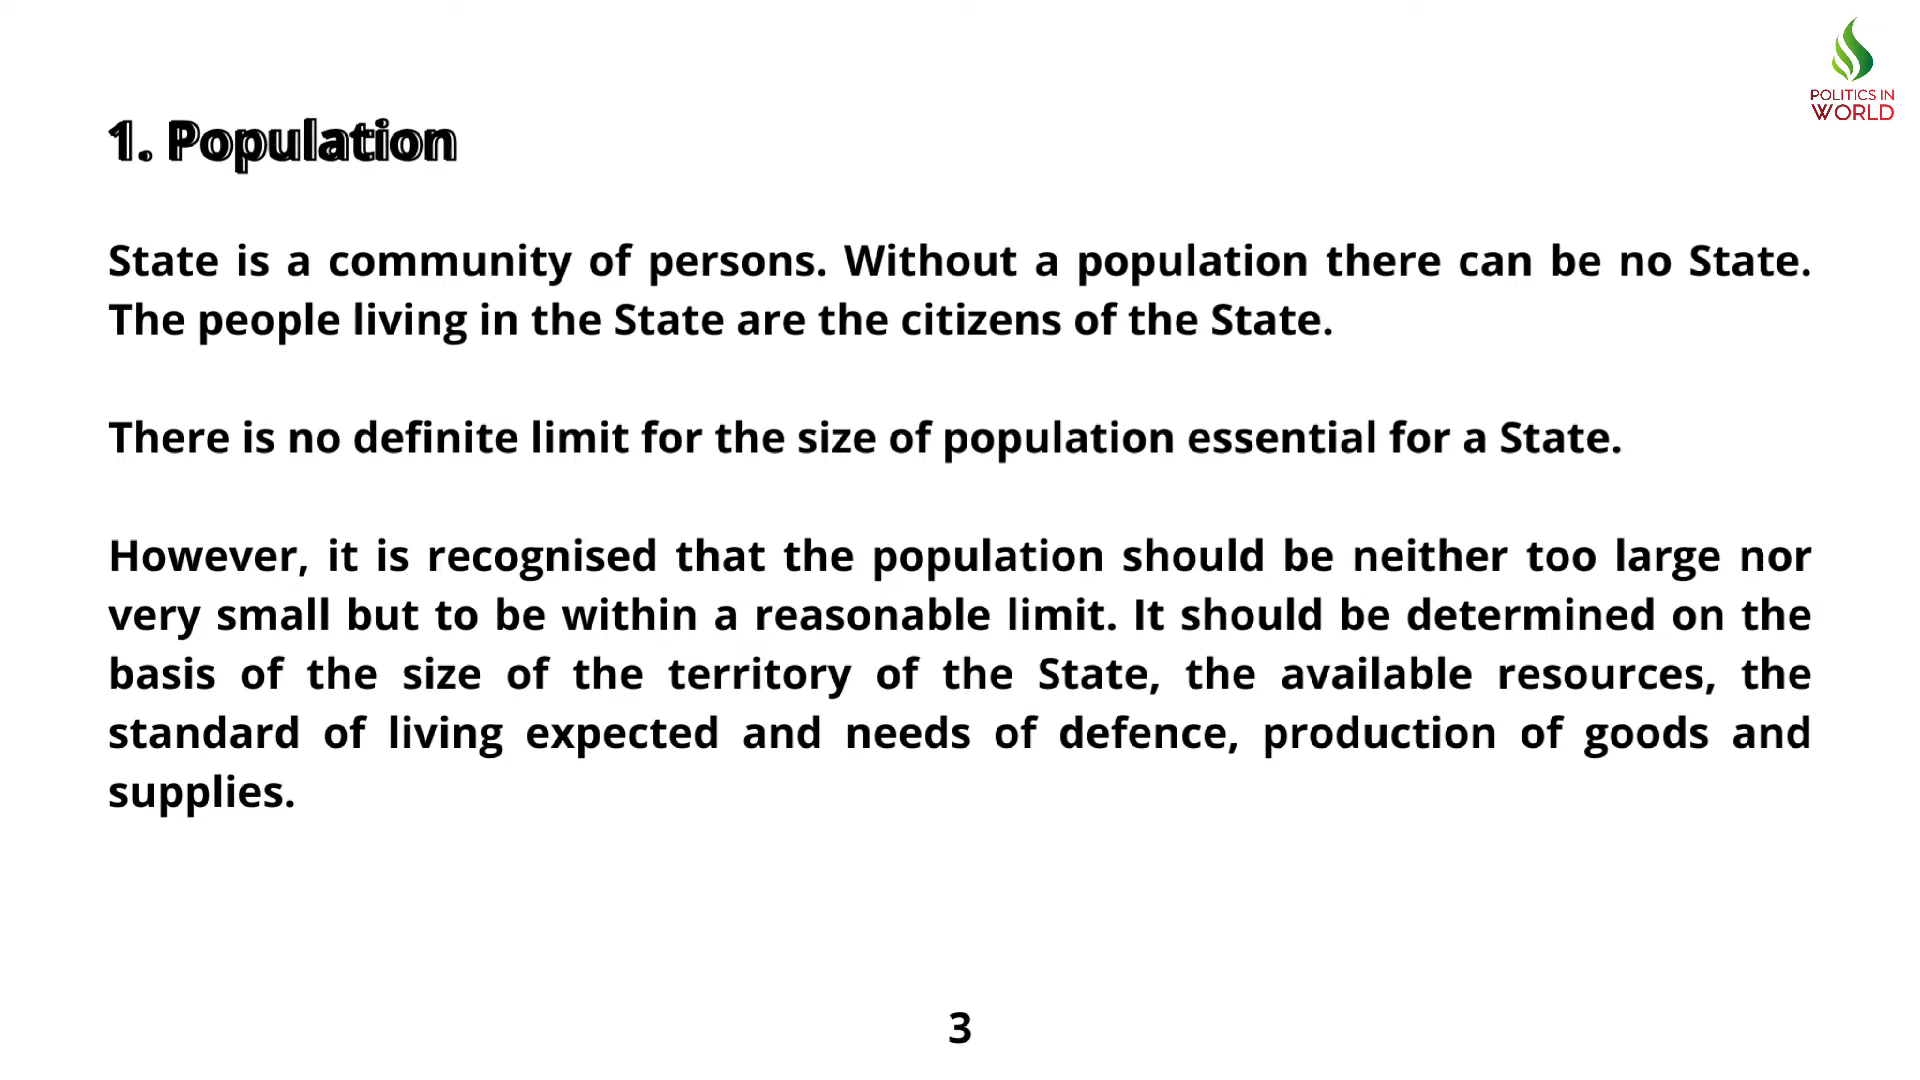 POLITICS IN
WORLD
1. Population
State is a community of persons. Without a population there can be no State.
The people living in the State are the citizens of the State.
There is no definite limit for the size of population essential for a State.
However, it is recognised that the population should be neither too large nor
very small but to be within a reasonable limit. It should be determined on the
basis of the size of the territory of the State, the available resources, the
standard of living expected and needs of defence, production of goods and
supplies.
3